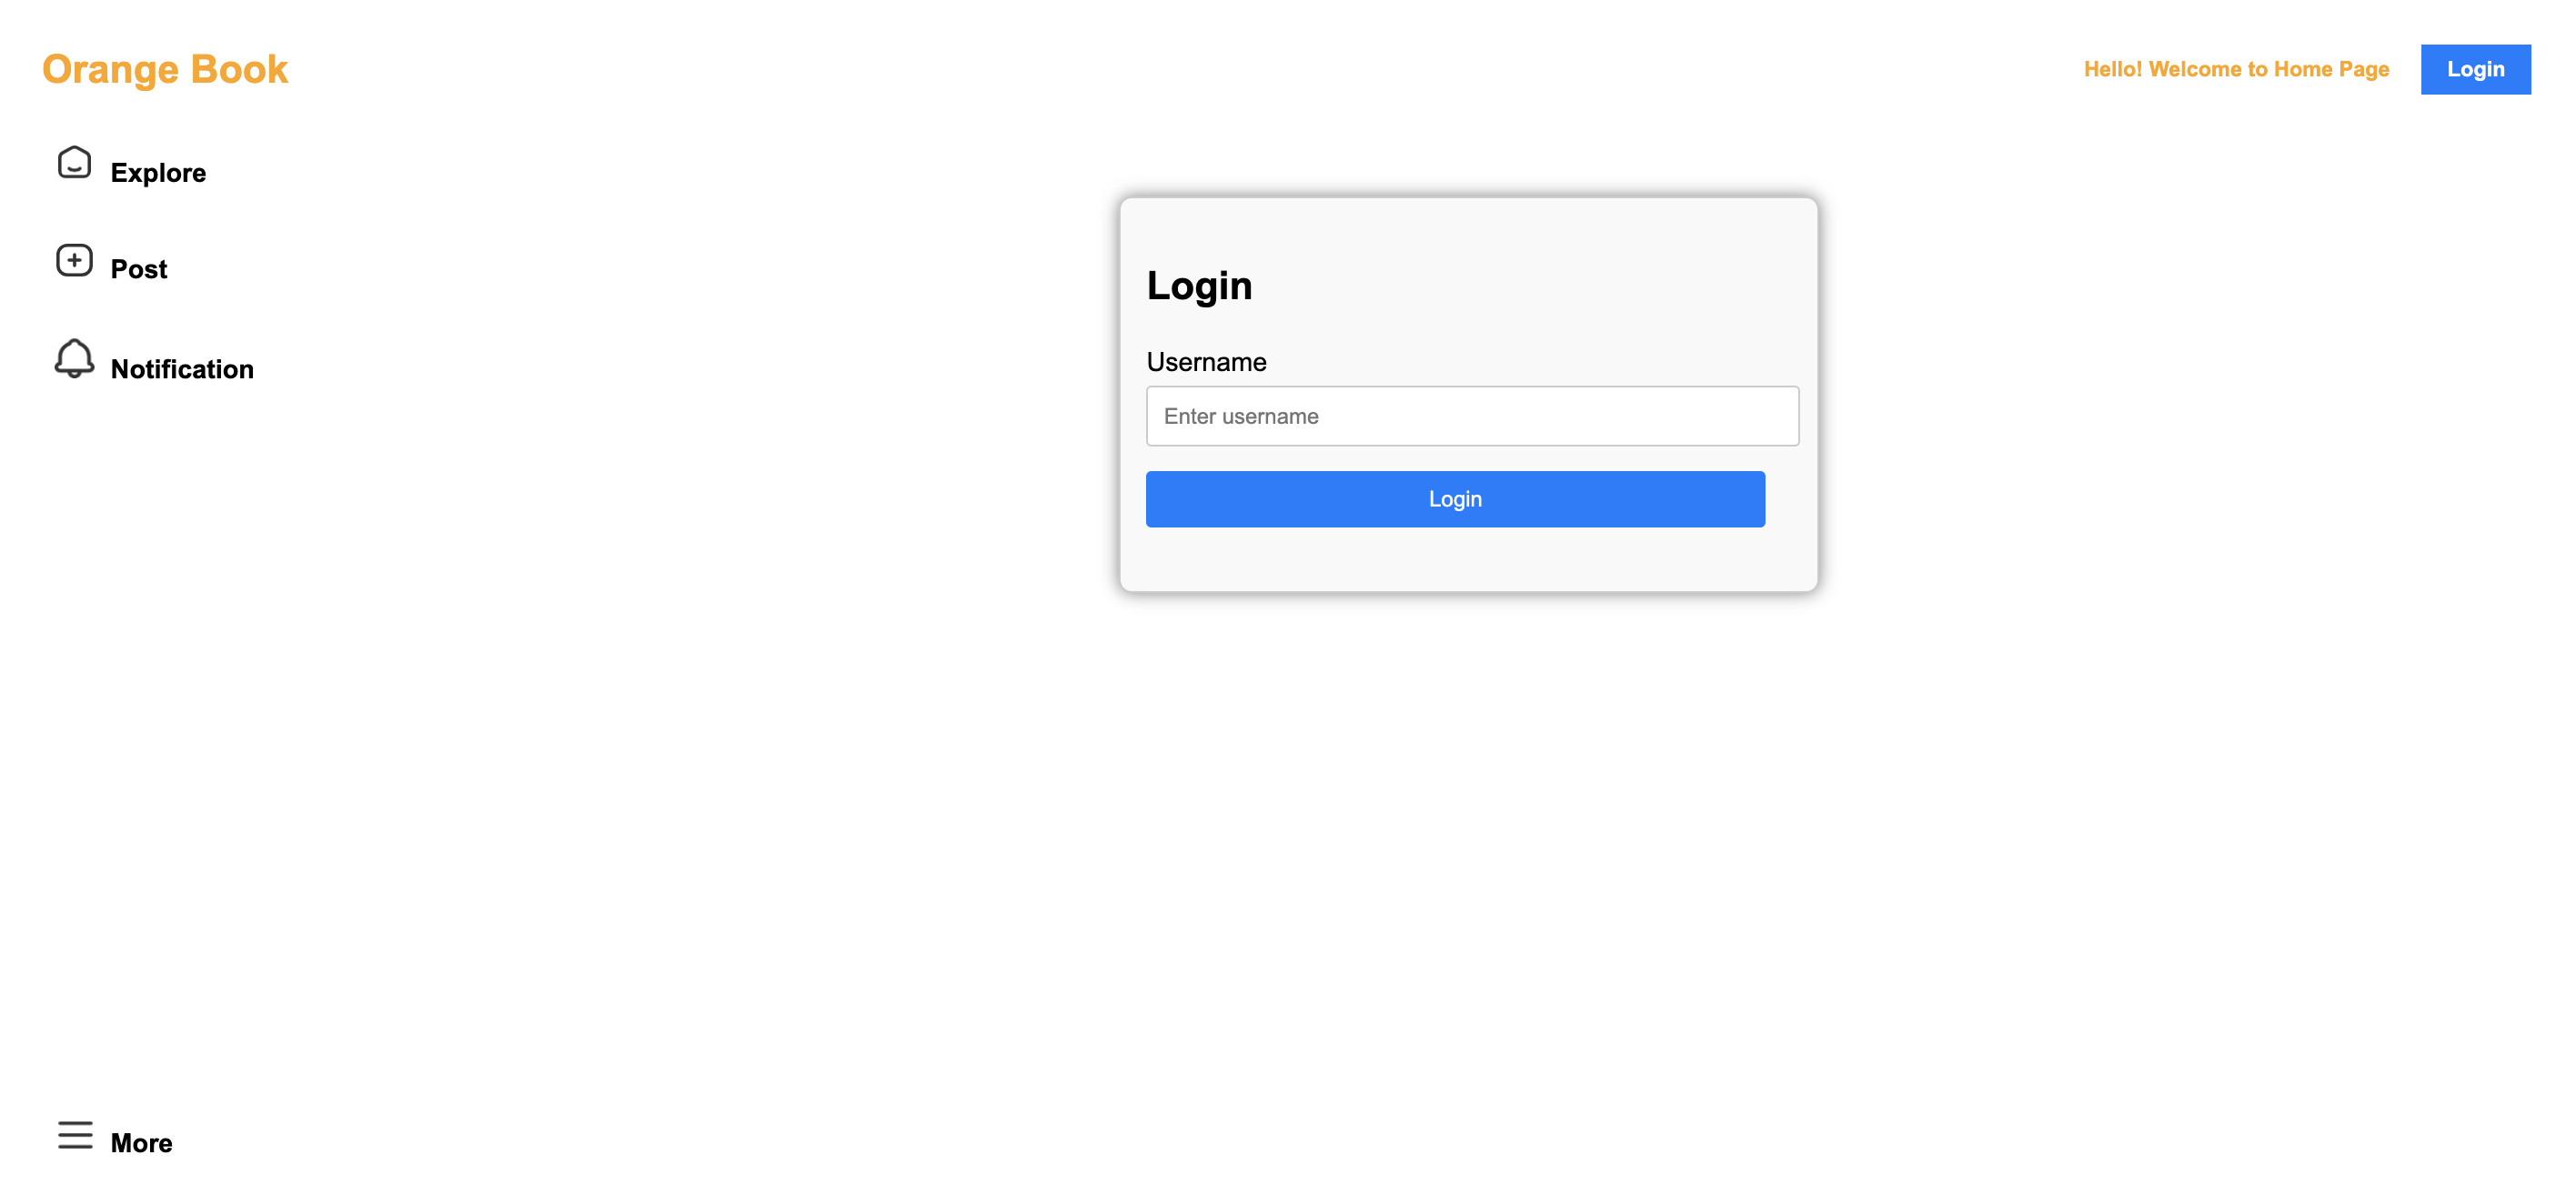 Orange Book
Hello! Welcome to Home Page
Login
Explore
Post
Notification
More
Login
Username
Enter username
Login